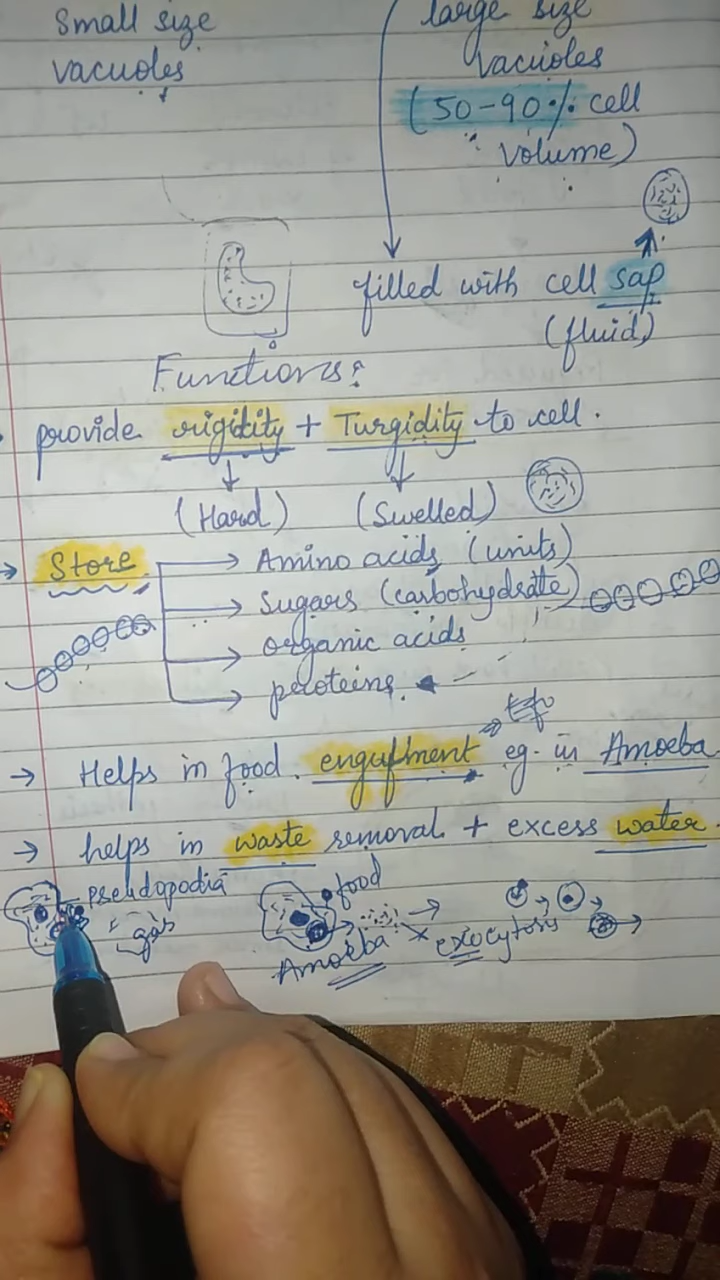 Small size
vacuoles
large size
vacuoles
(50-90% cell
volume)
filled with cell sap
(fluid)
Functions:
provide rigidity + Turgidity to cell.
(Hard) (Swelled)
→ Store → Amino acids (units)
→ Sugars (carbohydrate)
→ organic acids
→ peroteins.
→ Helps in food engulfment eg. in Amoeba
→ helps in waste removal + excess water.
pseudopodia
gas
food
Amoeba
exocytosis